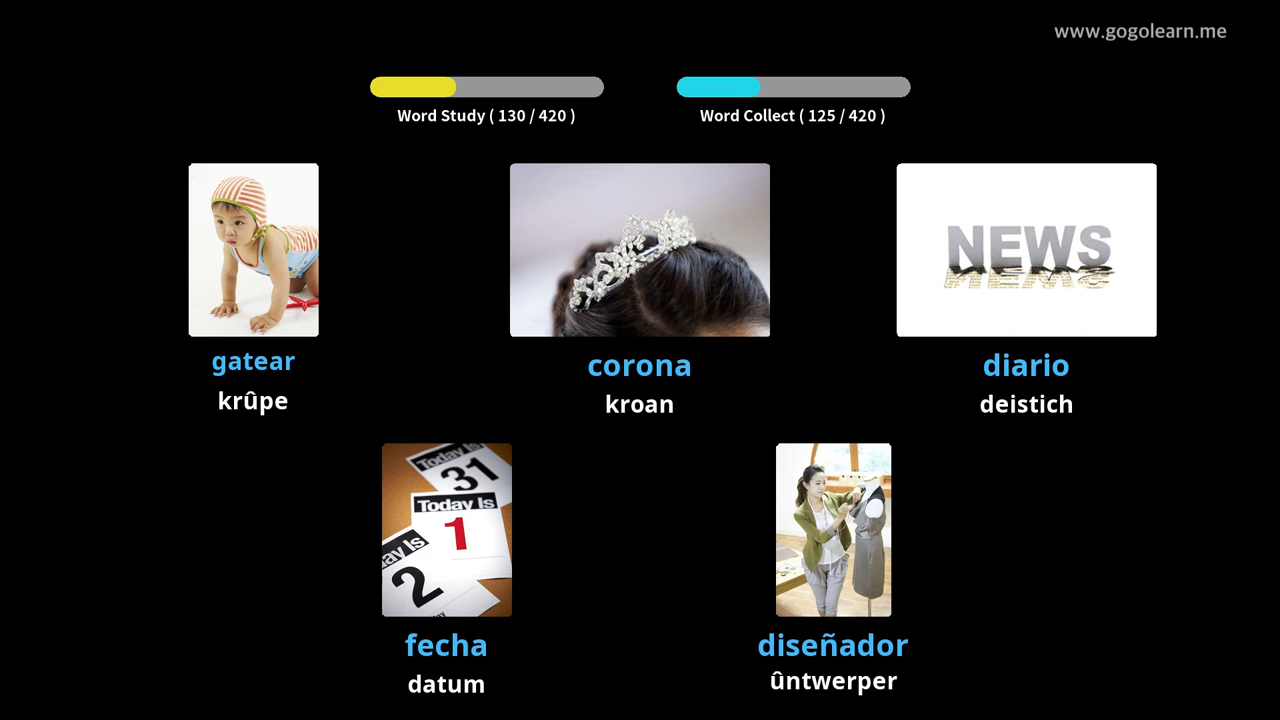 www.gogolearn.me
Word Study ( 130 / 420 )
Word Collect ( 125 / 420 )
NEWS
gatear
corona
diario
krûpe
kroan
deistich
Today Is
31
Today Is
1
ay Is
2
fecha
diseñador
datum
ûntwerper